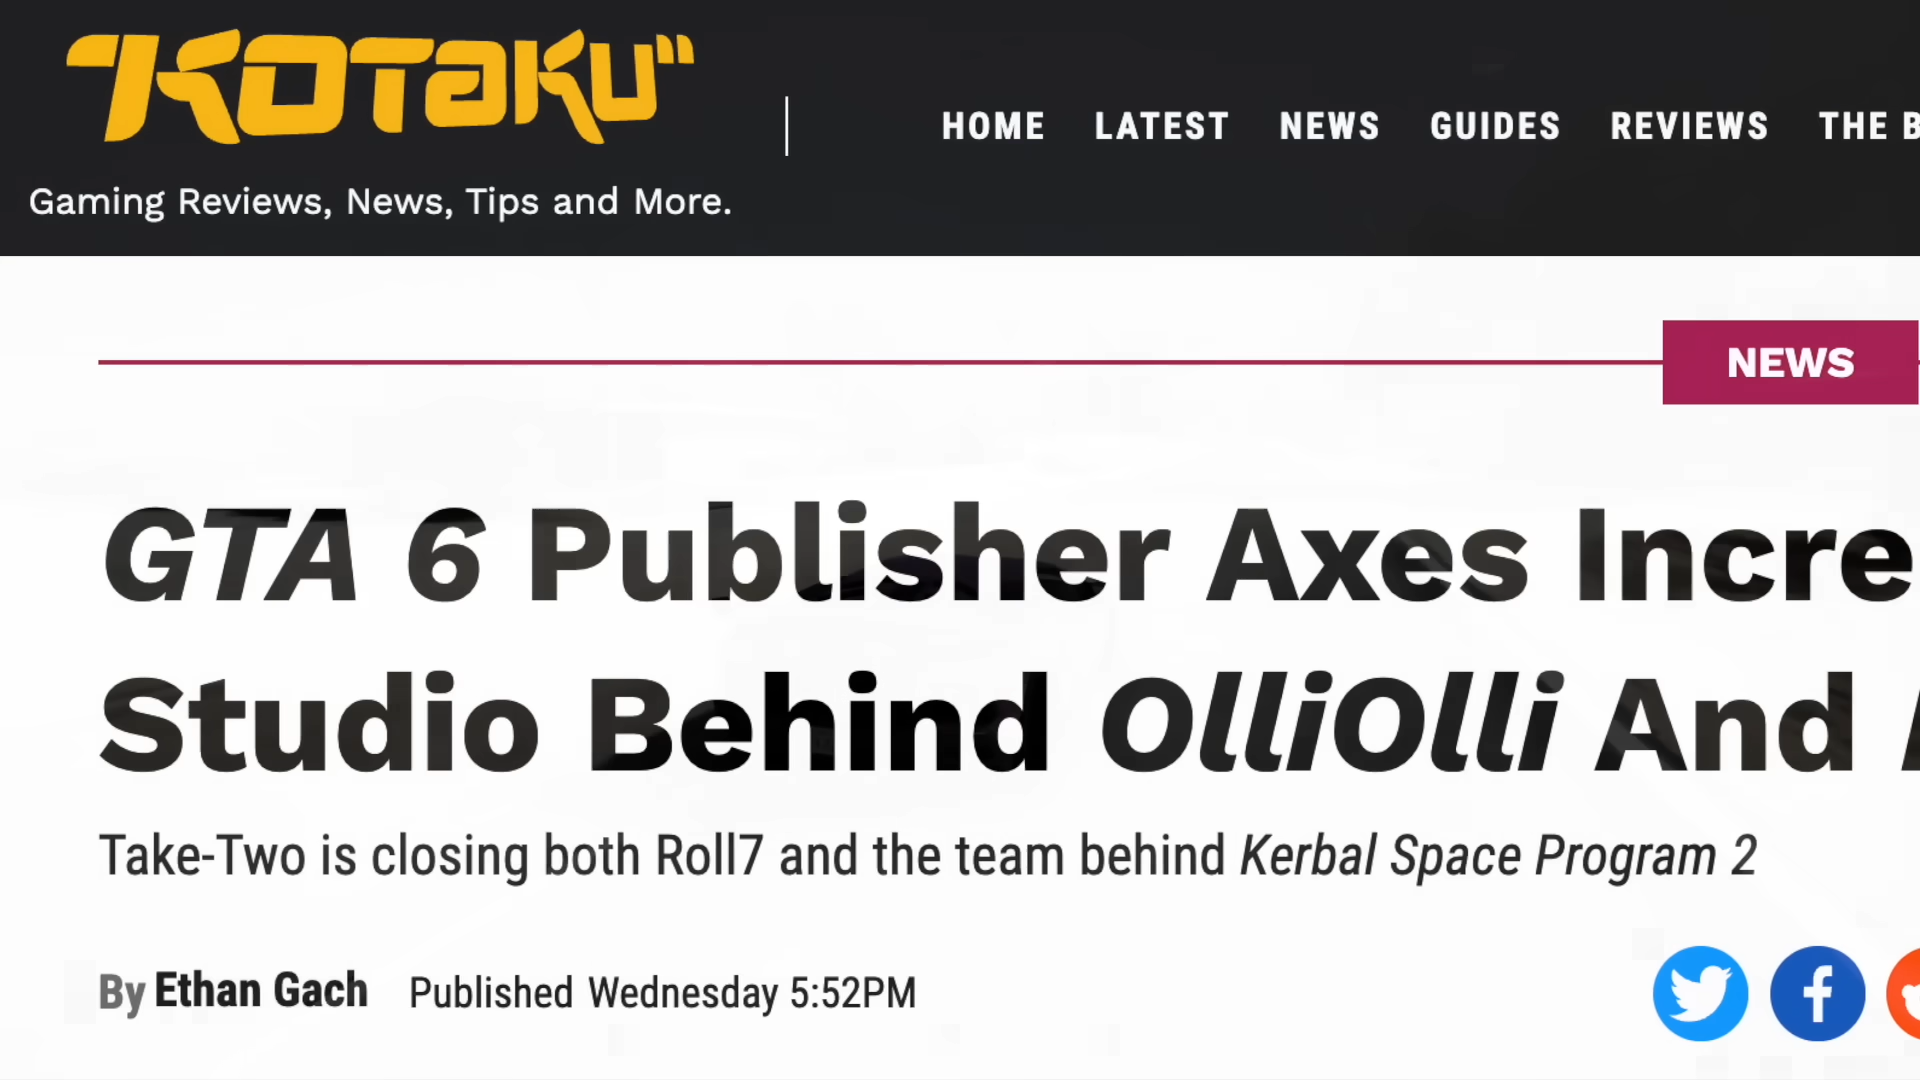 KOTAKU
Gaming Reviews, News, Tips and More.
HOME LATEST NEWS GUIDES REVIEWS THE B
NEWS
GTA 6 Publisher Axes Incre
Studio Behind OlliOlli And
Take-Two is closing both Roll7 and the team behind Kerbal Space Program 2
By Ethan Gach Published Wednesday 5:52PM